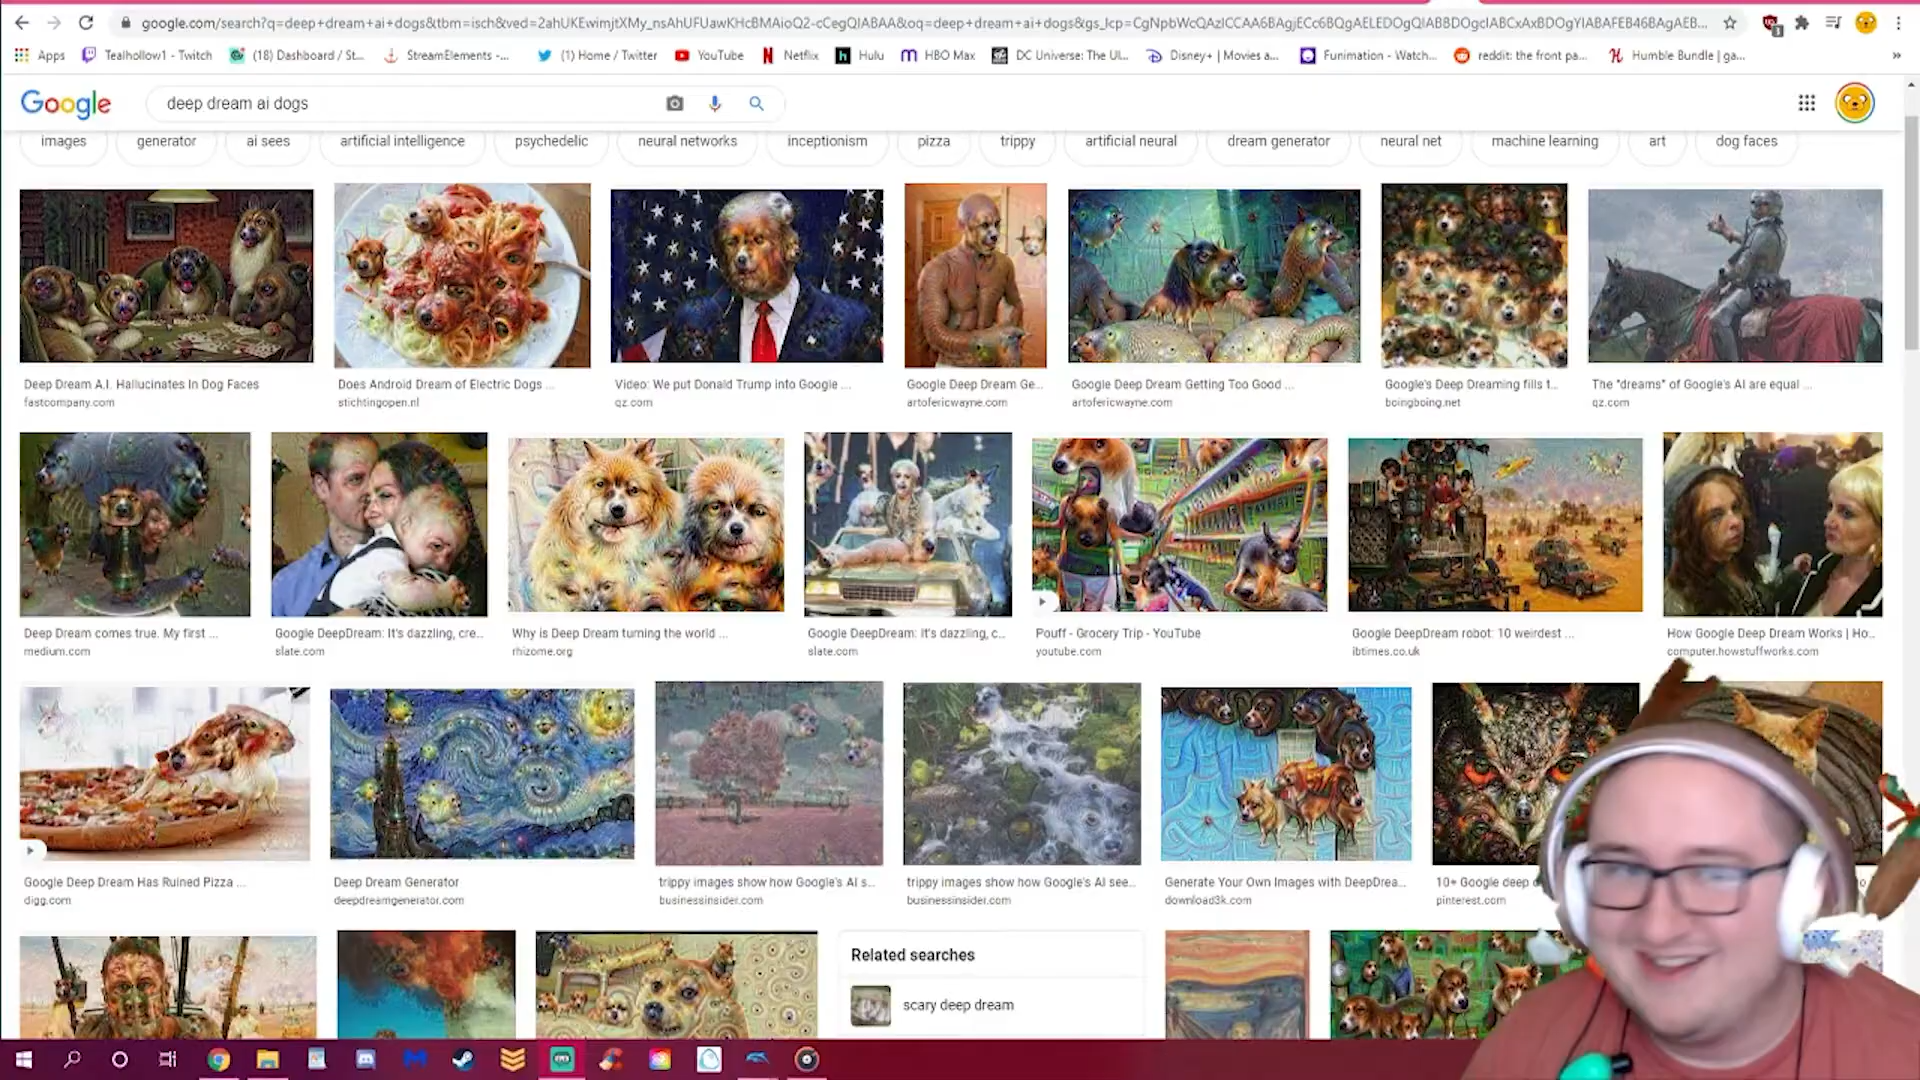 google.com/search?q=deep+dream+ai+dogs&tbm=isch&ved=2ahUKEwimjtXMy_nsAhUFUawKHcBMAioQ2-cCegQIABAA&oq=deep+dream+ai+dogs&gs_lcp=CgNpbWcQAzICCAA6BAgjECc6BQgAELEDOgQIABBDOgcIABCxAxBDOgYIABAFEB46BAgAEB...
Apps
Tealhollow1 - Twitch
(18) Dashboard / St...
StreamElements -...
(1) Home / Twitter
YouTube
Netflix
Hulu
HBO Max
DC Universe: The Ul...
Disney+ | Movies a...
Funimation - Watch...
reddit: the front pa...
Humble Bundle | ga...
»
Google
deep dream ai dogs
images
generator
ai sees
artificial intelligence
psychedelic
neural networks
inceptionism
pizza
trippy
artificial neural
dream generator
neural net
machine learning
art
dog faces
Deep Dream A.I. Hallucinates In Dog Faces
fastcompany.com
Does Android Dream of Electric Dogs ...
stichtingopen.nl
Video: We put Donald Trump into Google ...
qz.com
Google Deep Dream Ge...
artofericwayne.com
Google Deep Dream Getting Too Good ...
artofericwayne.com
Google's Deep Dreaming fills t...
boingboing.net
The "dreams" of Google's AI are equal ...
qz.com
Deep Dream comes true. My first ...
medium.com
Google DeepDream: It's dazzling, cre...
slate.com
Why is Deep Dream turning the world ...
rhizome.org
Google DeepDream: It's dazzling, c...
slate.com
Pouff - Grocery Trip - YouTube
youtube.com
Google DeepDream robot: 10 weirdest ...
ibtimes.co.uk
How Google Deep Dream Works | Ho...
computer.howstuffworks.com
Google Deep Dream Has Ruined Pizza ...
digg.com
Deep Dream Generator
deepdreamgenerator.com
trippy images show how Google's AI s...
businessinsider.com
trippy images show how Google's AI see...
businessinsider.com
Generate Your Own Images with DeepDrea...
download3k.com
10+ Google deep
pinterest.com
Related searches
scary deep dream